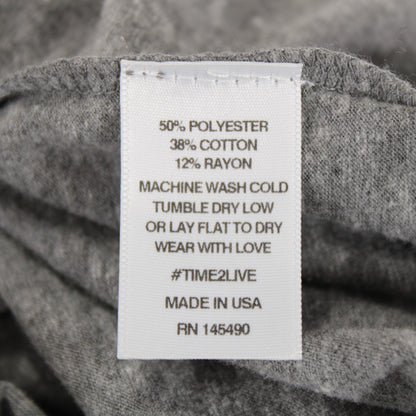 50% POLYESTER
38% COTTON
12% RAYON
MACHINE WASH COLD
TUMBLE DRY LOW
OR LAY FLAT TO DRY
WEAR WITH LOVE
#TIME2LIVE
MADE IN USA
RN 145490